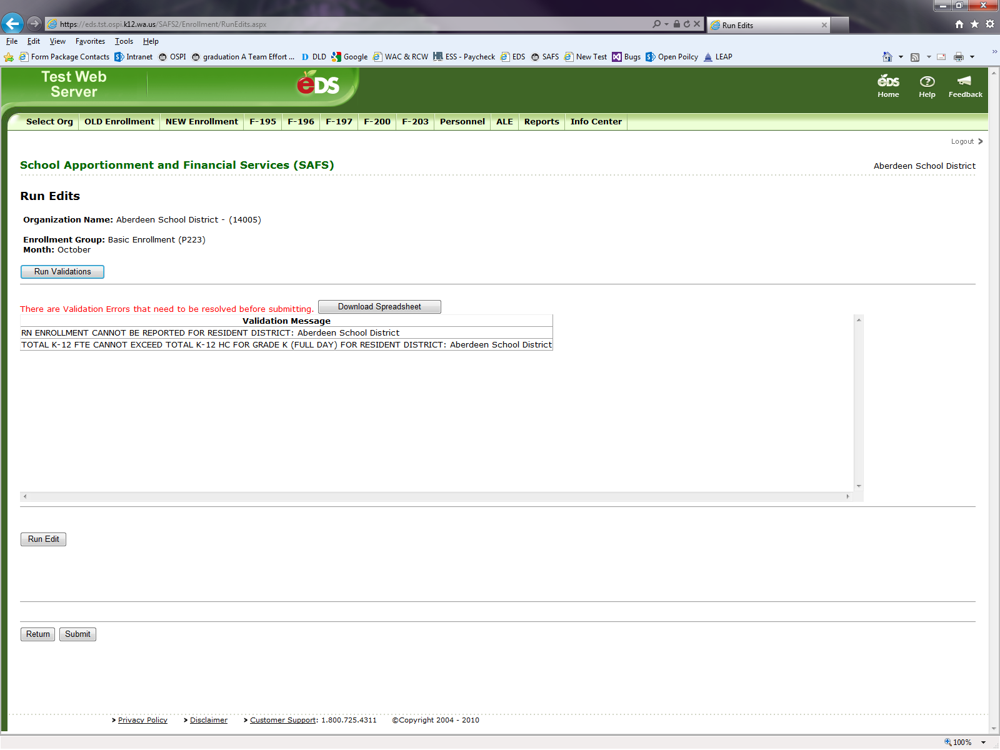 https://eds.tst.ospi.k12.wa.us/SAFS2/Enrollment/RunEdits.aspx
Run Edits
File Edit View Favorites Tools Help
Form Package Contacts Intranet OSPI graduation A Team Effort ... DLD Google WAC & RCW ESS - Paycheck EDS SAFS New Test Bugs Open Poilcy LEAP
Test Web
Server
eDS
eDS
Home Help Feedback
Select Org OLD Enrollment NEW Enrollment F-195 F-196 F-197 F-200 F-203 Personnel ALE Reports Info Center
Logout
School Apportionment and Financial Services (SAFS)
Aberdeen School District
Run Edits
Organization Name: Aberdeen School District - (14005)
Enrollment Group: Basic Enrollment (P223)
Month: October
Run Validations
There are Validation Errors that need to be resolved before submitting. Download Spreadsheet
Validation Message
RN ENROLLMENT CANNOT BE REPORTED FOR RESIDENT DISTRICT: Aberdeen School District
TOTAL K-12 FTE CANNOT EXCEED TOTAL K-12 HC FOR GRADE K (FULL DAY) FOR RESIDENT DISTRICT: Aberdeen School District
Run Edit
Return Submit
Privacy Policy Disclaimer Customer Support: 1.800.725.4311 ©Copyright 2004 - 2010
100%